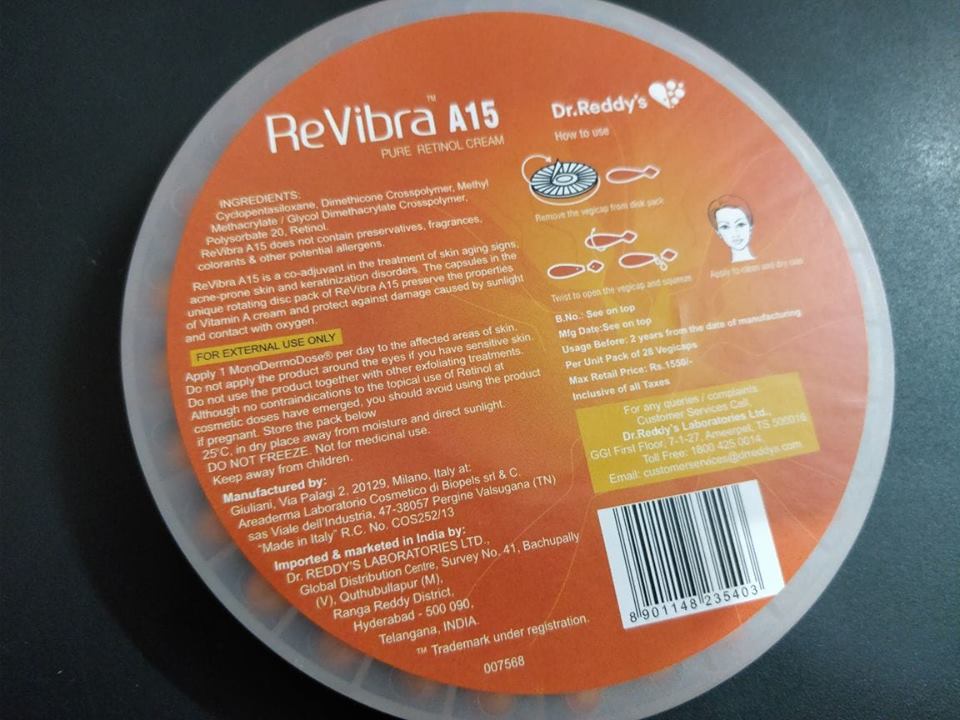 ReVibra™ A15
PURE RETINOL CREAM
INGREDIENTS:
Cyclopentasiloxane, Dimethicone Crosspolymer, Methyl
Methacrylate / Glycol Dimethacrylate Crosspolymer,
Polysorbate 20, Retinol.
ReVibra A15 does not contain preservatives, fragrances,
colorants & other potential allergens.
ReVibra A15 is a co-adjuvant in the treatment of skin aging signs,
acne-prone skin and keratinization disorders. The capsules in the
unique rotating disc pack of ReVibra A15 preserve the properties
of Vitamin A cream and protect against damage caused by sunlight
and contact with oxygen.
FOR EXTERNAL USE ONLY
Apply 1 MonoDermoDose® per day to the affected areas of skin.
Do not apply the product around the eyes if you have sensitive skin.
Do not use the product together with other exfoliating treatments.
Although no contraindications to the topical use of Retinol at
cosmetic doses have emerged, you should avoid using the product
if pregnant. Store the pack below
25°C, in dry place away from moisture and direct sunlight.
DO NOT FREEZE. Not for medicinal use.
Keep away from children.
Manufactured by:
Giuliani, Via Palagi 2, 20129, Milano, Italy at:
Areaderma Laboratorio Cosmetico di Biopels srl & C.
sas Viale dell'Industria, 47-38057 Pergine Valsugana (TN)
"Made in Italy" R.C. No. COS252/13
Imported & marketed in India by:
Dr. REDDY'S LABORATORIES LTD.,
Global Distribution Centre, Survey No. 41, Bachupally
(V), Quthubullapur (M),
Ranga Reddy District,
Hyderabad - 500 090,
Telangana, INDIA.
™ Trademark under registration.
007568
Dr.Reddy's
How to use
Remove the vegicap from disk pack
Twist to open the vegicap and squeeze
Apply to clean and dry skin
B.No.: See on top
Mfg Date:See on top
Usage Before: 2 years from the date of manufacturing
Per Unit Pack of 28 Vegicaps
Max Retail Price: Rs.1550/-
Inclusive of all Taxes
For any queries / complaints
Customer Services Call,
Dr.Reddy's Laboratories Ltd.,
GGI First Floor, 7-1-27, Ameerpet, TS 500016
Toll Free: 1800 425 0014,
Email: customerservices@drreddys.com
8 901148 235403